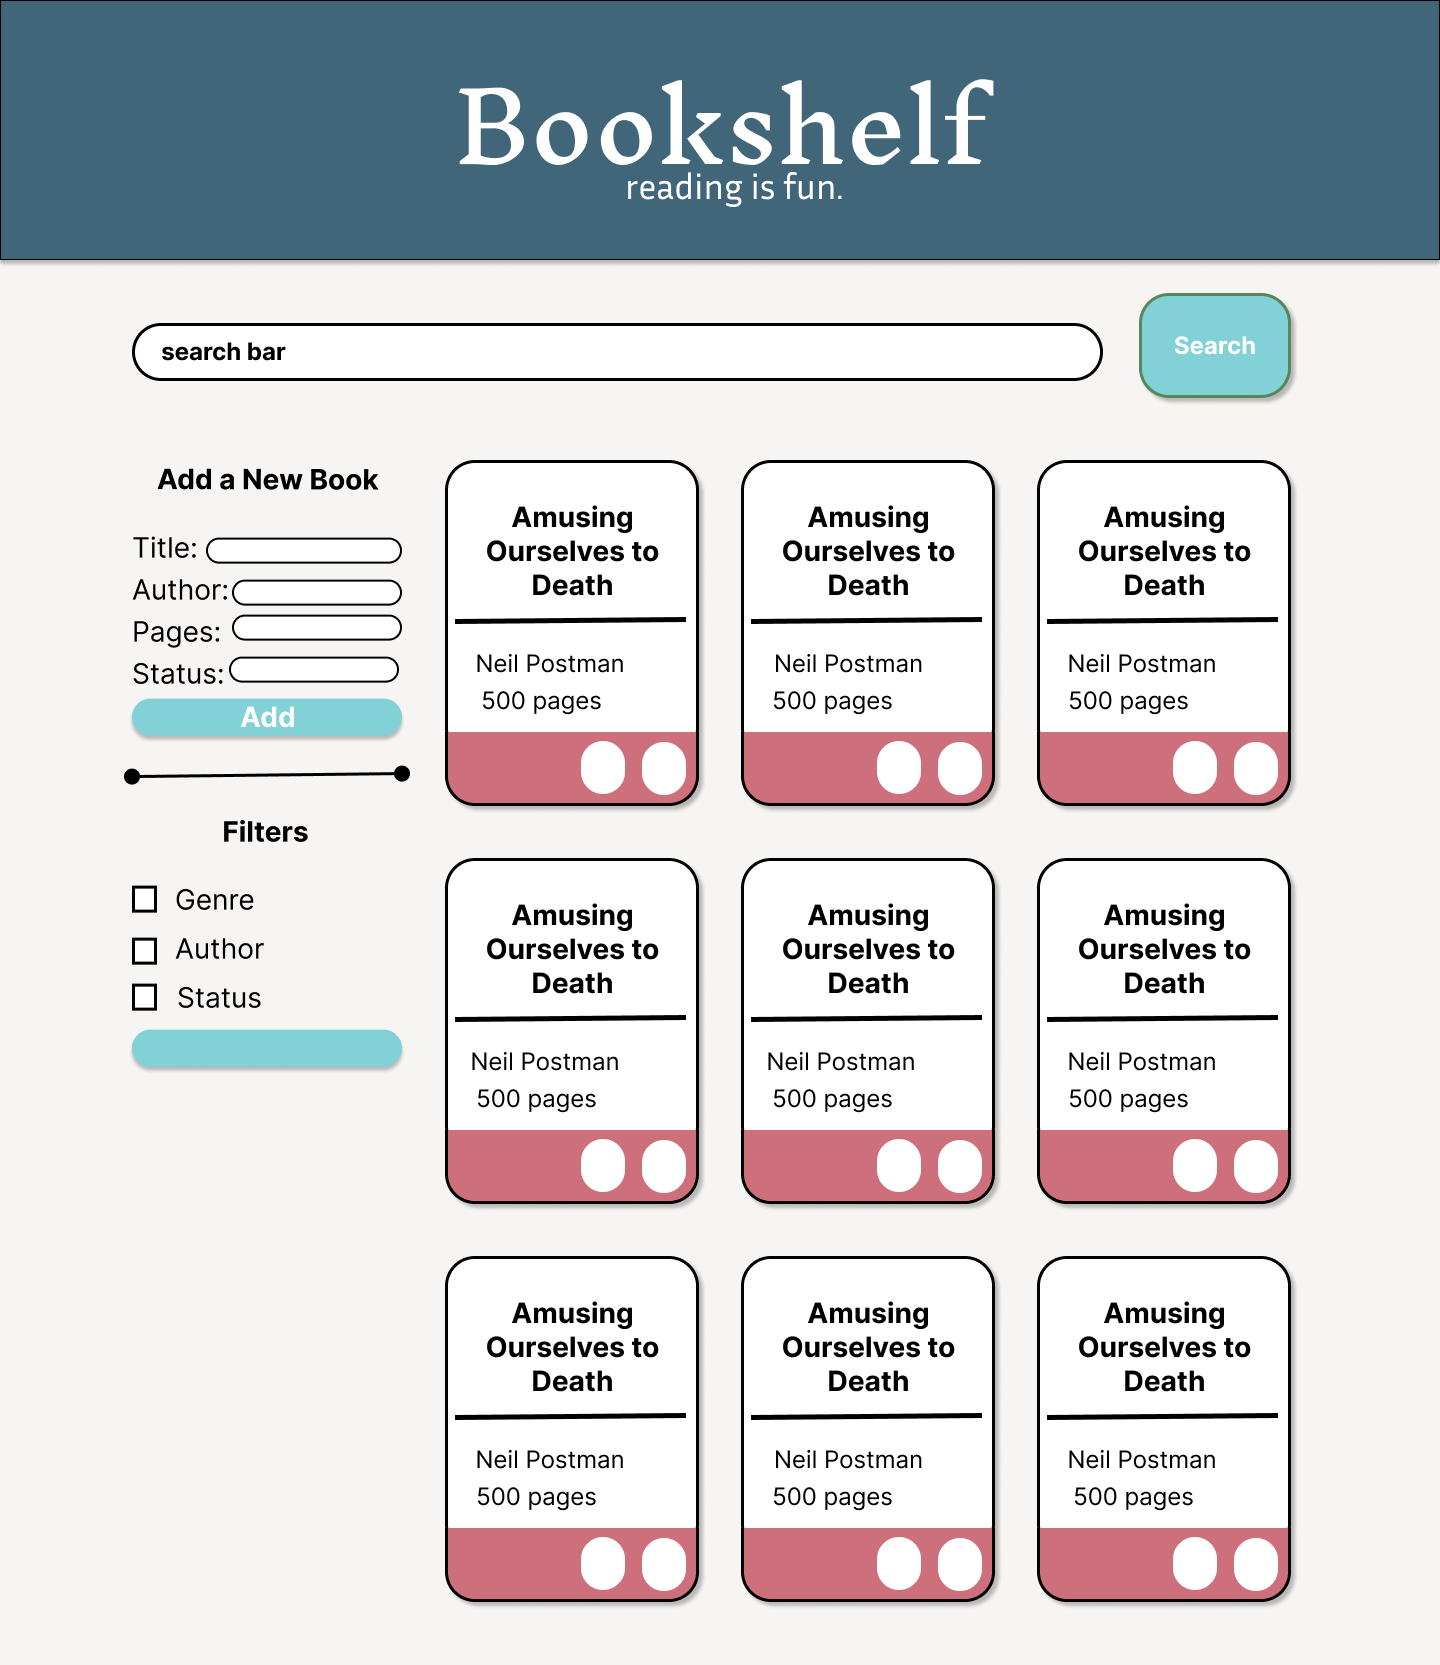 Bookshelf
reading is fun.
search bar
Search
Add a New Book
Title:
Author:
Pages:
Status:
Add
Filters
Genre
Author
Status
Amusing
Ourselves to
Death
Neil Postman
500 pages
Amusing
Ourselves to
Death
Neil Postman
500 pages
Amusing
Ourselves to
Death
Neil Postman
500 pages
Amusing
Ourselves to
Death
Neil Postman
500 pages
Amusing
Ourselves to
Death
Neil Postman
500 pages
Amusing
Ourselves to
Death
Neil Postman
500 pages
Amusing
Ourselves to
Death
Neil Postman
500 pages
Amusing
Ourselves to
Death
Neil Postman
500 pages
Amusing
Ourselves to
Death
Neil Postman
500 pages